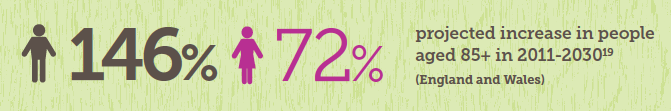 146% 72%
projected increase in people
aged 85+ in 2011-2030¹⁹
(England and Wales)